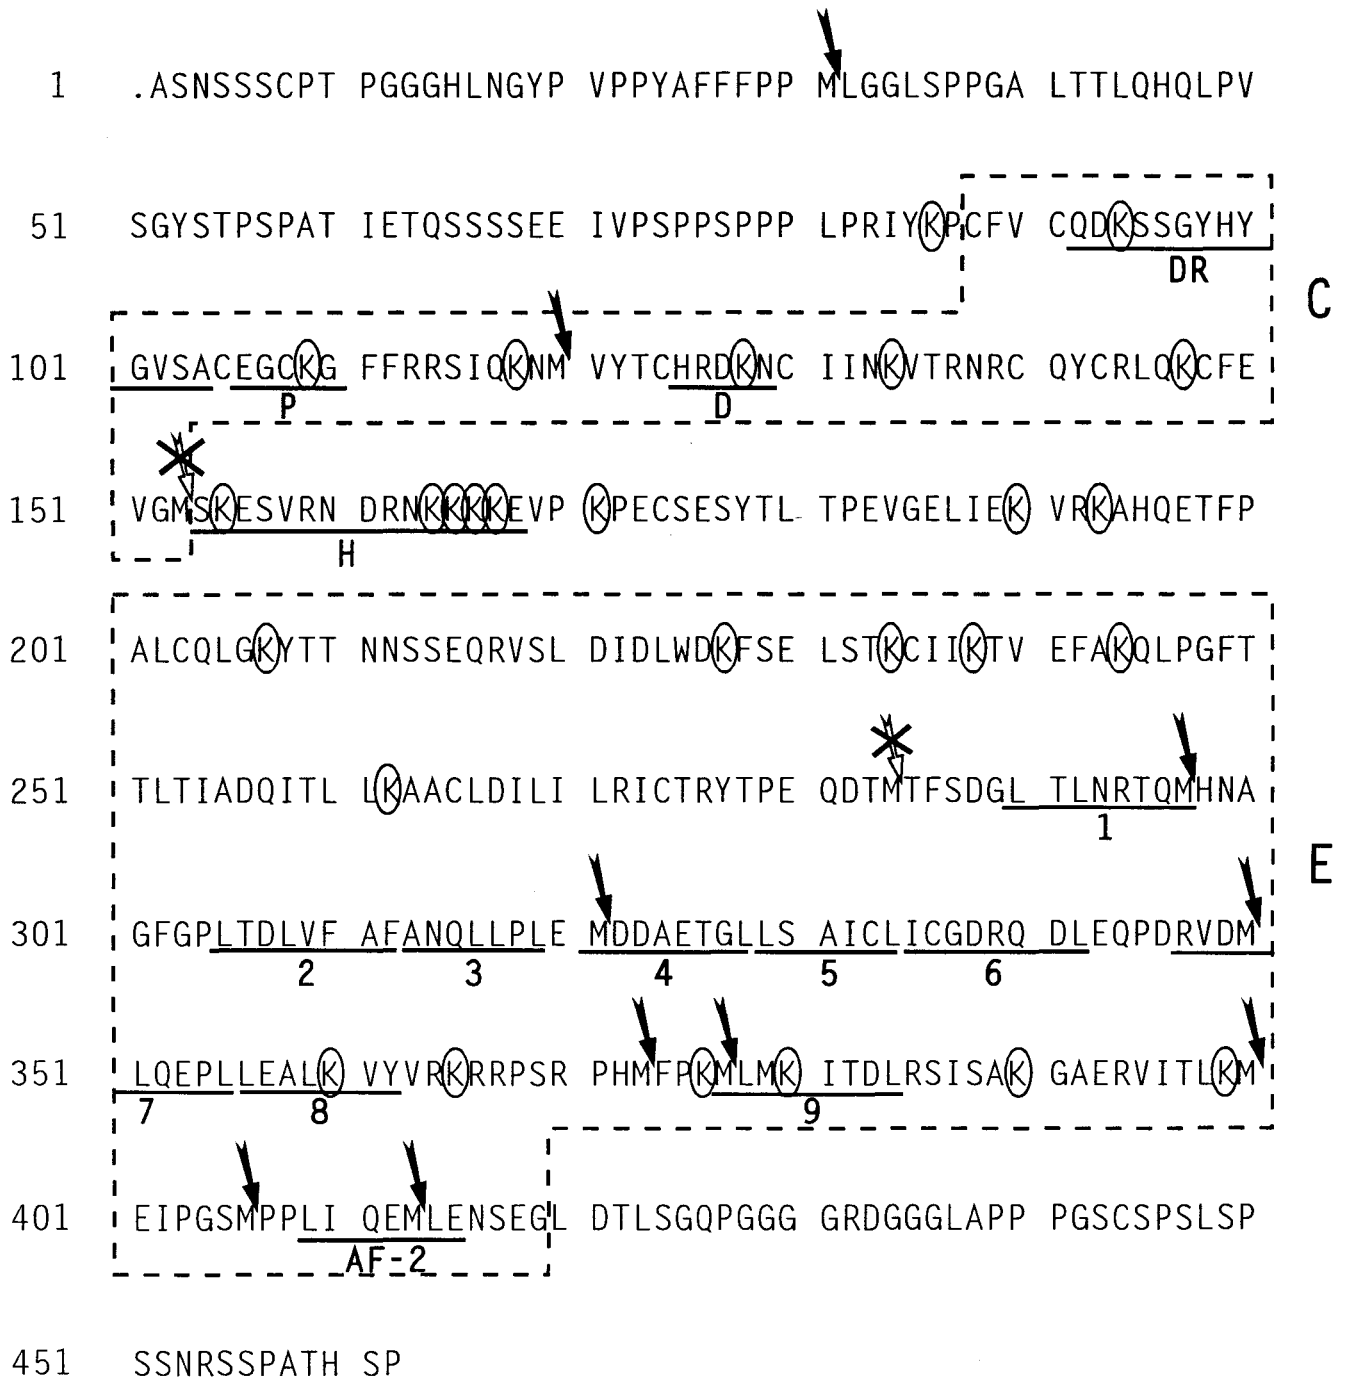 1 .ASNSSSCPT PGGGHLNGYP VPPYAFFFPP MLGGLSPPGA LTTLQHQLPV
51 SGYSTPSPAT IETQSSSSEE IVPSPPSPPP LPRIYKPCFV CQDKSSGYHY
DR
C
101 GVSACEGCKG FFRRSIQKNM VYTCHRDKNC IINKVTRNRC QYCRLQKCFE
P D
151 VGMSKESVRN DRNKKKKEVP KPECSESYTL TPEVGELIEK VRKAHQETFP
H
201 ALCQLGKYTT NNSSEQRVSL DIDLWDKFSE LSTKCIIKTV EFAKQLPGFT
251 TLTIADQITL LKAACLDILI LRICTRYTPE QDTMTFSDGL TLNRTQMHNA
1
E
301 GFGPLTDLVF AFANQLLPLE MDDAETGLLS AICLICGDRQ DLEQPDRVDM
2 3 4 5 6
351 LQEPLLEALK VYVRKRRPSR PHMFPKMLMK ITDLRSISAK GAERVITLKM
7 8 9
401 EIPGSMPPLI QEMLENSEGL DTLSGQPGGG GRDGGGLAPP PGSCSPSLSP
AF-2
451 SSNRSSPATH SP